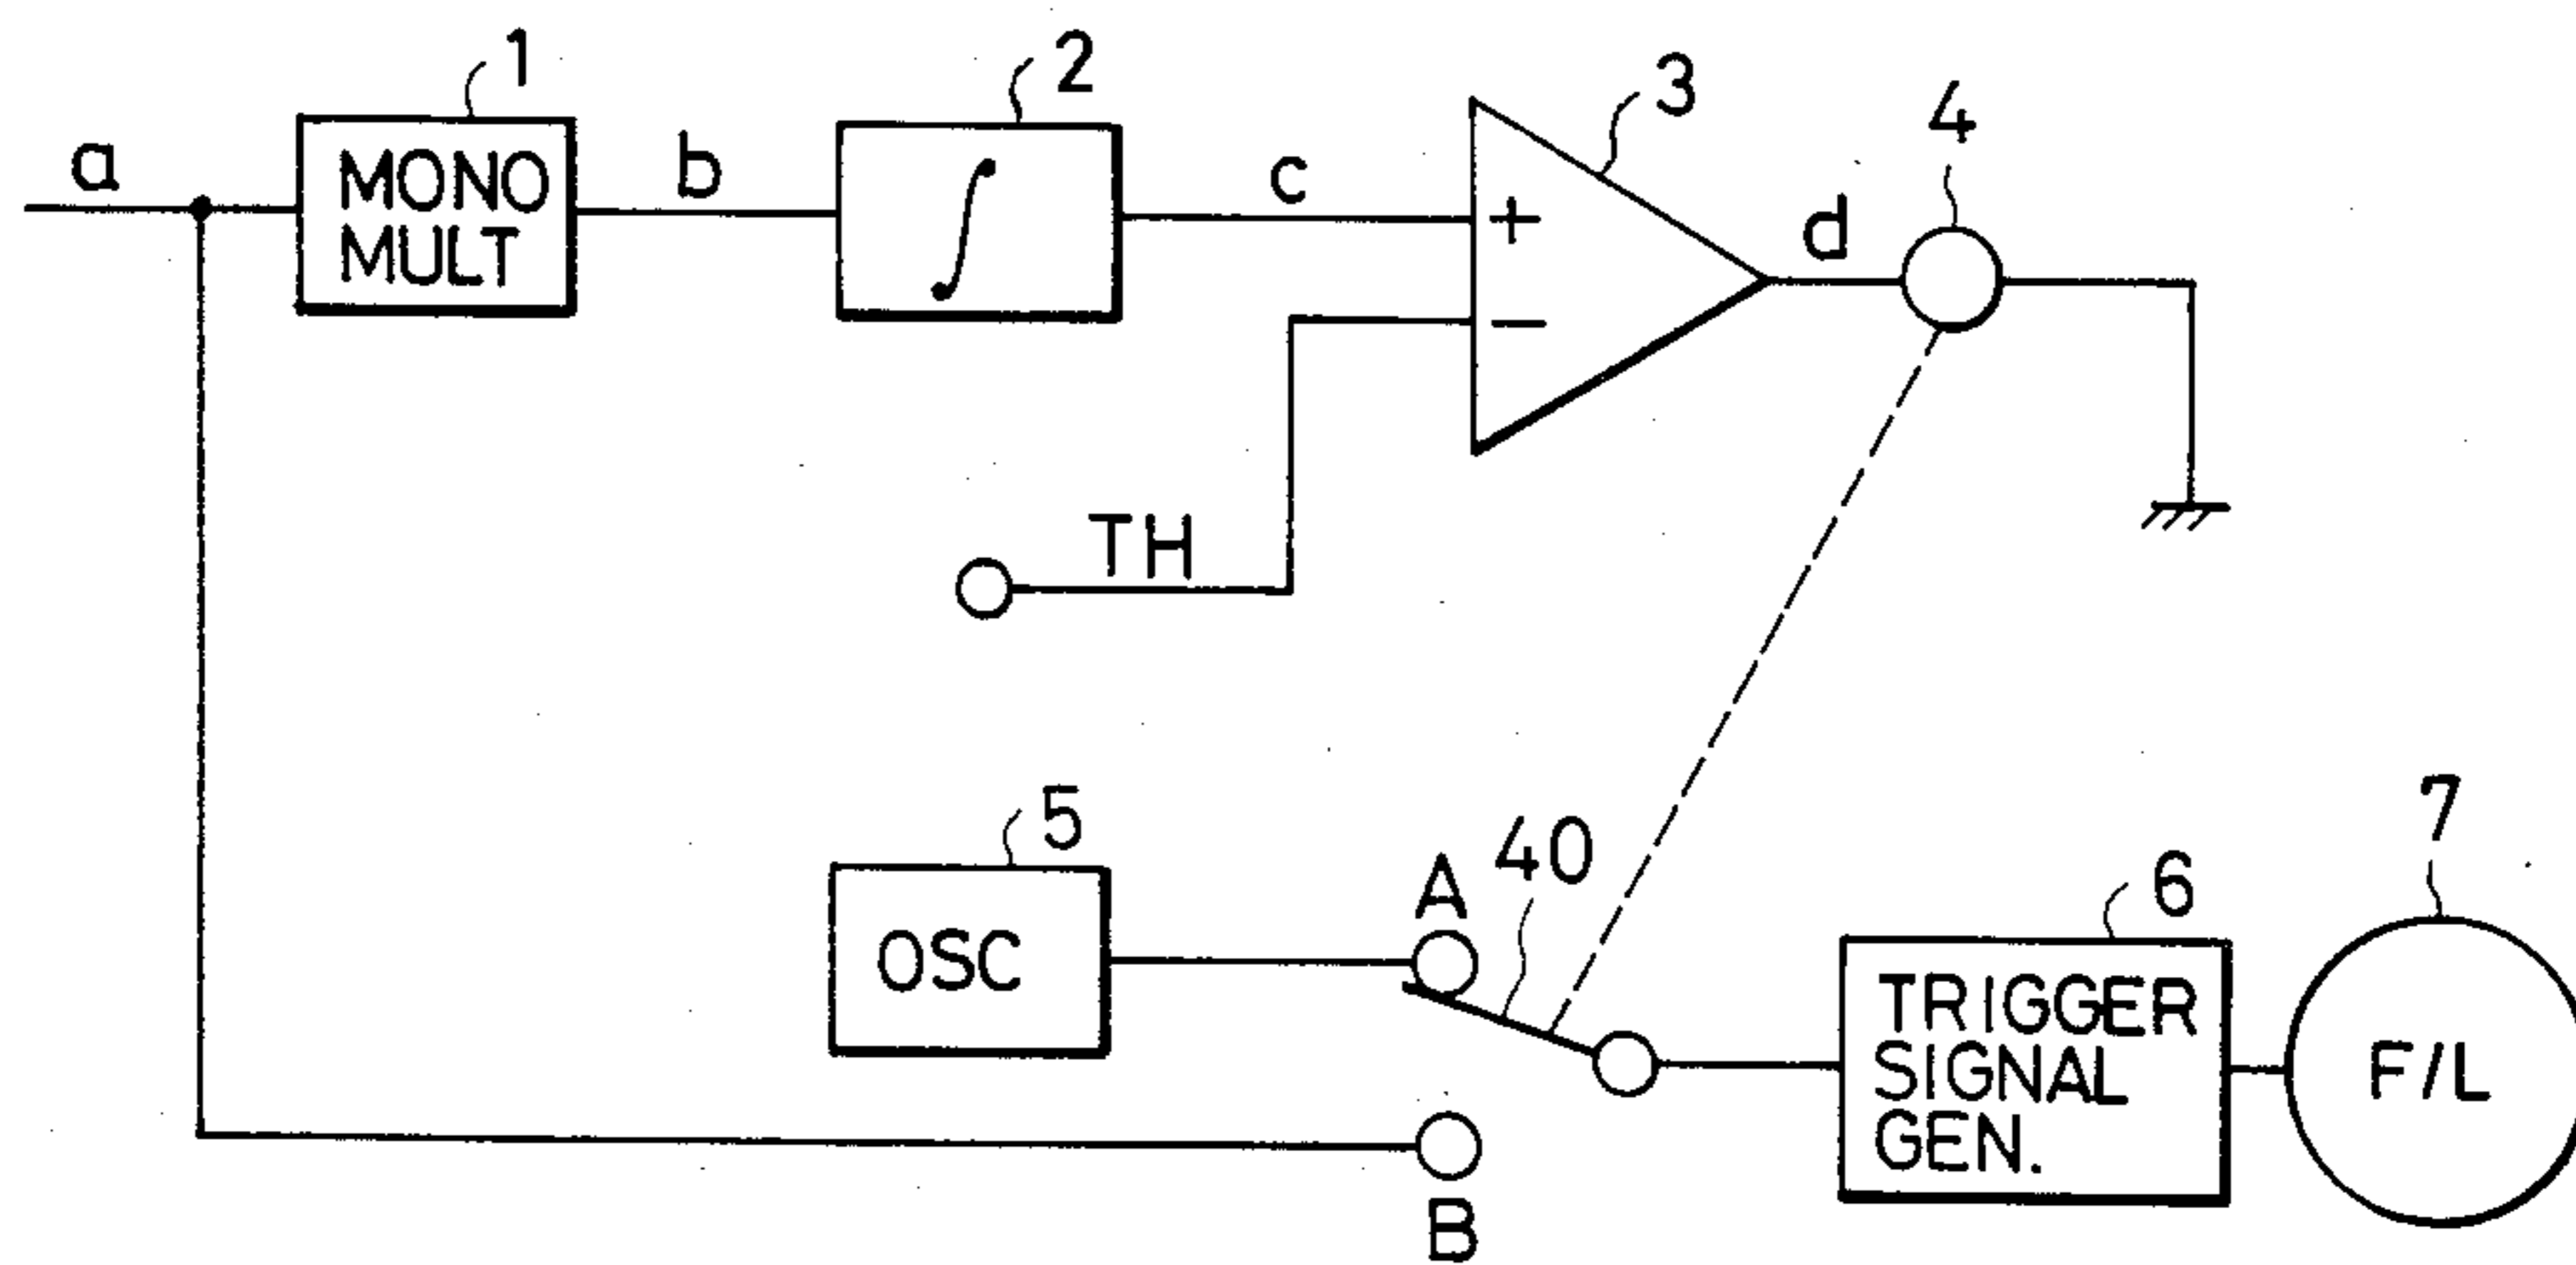 1
2
3
4
a
MONO
MULT
b
∫
c
+
−
d
TH
5
OSC
A
40
B
6
TRIGGER
SIGNAL
GEN.
7
F/L